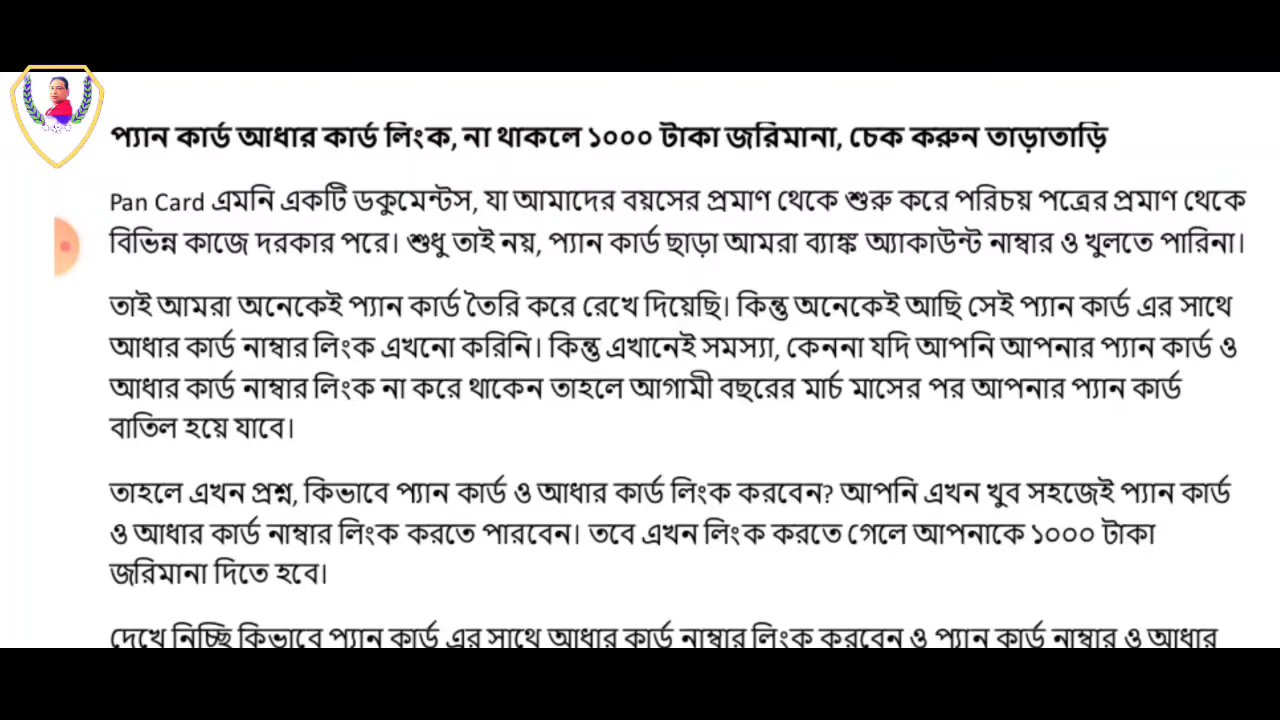 প্যান কার্ড আধার কার্ড লিংক, না থাকলে ১০০০ টাকা জরিমানা, চেক করুন তাড়াতাড়ি
Pan Card এমনি একটি ডকুমেন্টস, যা আমাদের বয়সের প্রমাণ থেকে শুরু করে পরিচয় পত্রের প্রমাণ থেকে
বিভিন্ন কাজে দরকার পরে। শুধু তাই নয়, প্যান কার্ড ছাড়া আমরা ব্যাঙ্ক অ্যাকাউন্ট নাম্বার ও খুলতে পারিনা।
তাই আমরা অনেকেই প্যান কার্ড তৈরি করে রেখে দিয়েছি। কিন্তু অনেকেই আছি সেই প্যান কার্ড এর সাথে
আধার কার্ড নাম্বার লিংক এখনো করিনি। কিন্তু এখানেই সমস্যা, কেননা যদি আপনি আপনার প্যান কার্ড ও
আধার কার্ড নাম্বার লিংক না করে থাকেন তাহলে আগামী বছরের মার্চ মাসের পর আপনার প্যান কার্ড
বাতিল হয়ে যাবে।
তাহলে এখন প্রশ্ন, কিভাবে প্যান কার্ড ও আধার কার্ড লিংক করবেন? আপনি এখন খুব সহজেই প্যান কার্ড
ও আধার কার্ড নাম্বার লিংক করতে পারবেন। তবে এখন লিংক করতে গেলে আপনাকে ১০০০ টাকা
জরিমানা দিতে হবে।
দেখে নিচ্ছি কিভাবে প্যান কার্ড এর সাথে আধার কার্ড নাম্বার লিংক করবেন ও প্যান কার্ড নাম্বার ও আধার